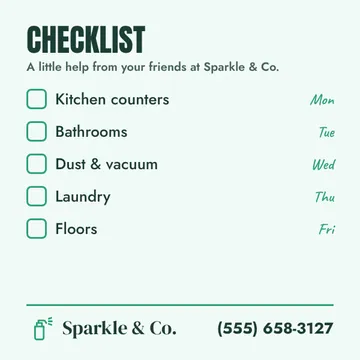 CHECKLIST
A little help from your friends at Sparkle & Co.
Kitchen counters Mon
Bathrooms Tue
Dust & vacuum Wed
Laundry Thu
Floors Fri
Sparkle & Co. (555) 658-3127